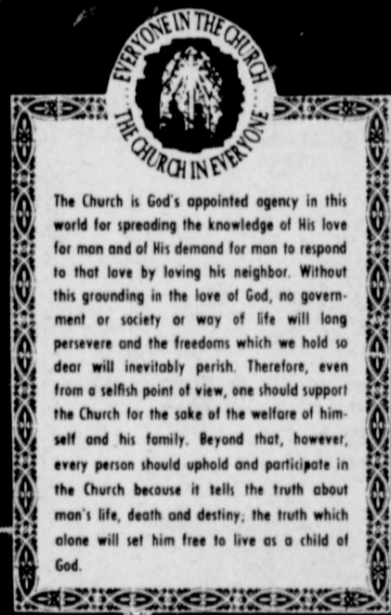 EVERYONE IN THE CHURCH
THE CHURCH IN EVERYONE
The Church is God's appointed agency in this
world for spreading the knowledge of His love
for man and of His demand for man to respond
to that love by loving his neighbor. Without
this grounding in the love of God, no govern-
ment or society or way of life will long
persevere and the freedoms which we hold so
dear will inevitably perish. Therefore, even
from a selfish point of view, one should support
the Church for the sake of the welfare of him-
self and his family. Beyond that, however,
every person should uphold and participate in
the Church because it tells the truth about
man's life, death and destiny; the truth which
alone will set him free to live as a child of
God.